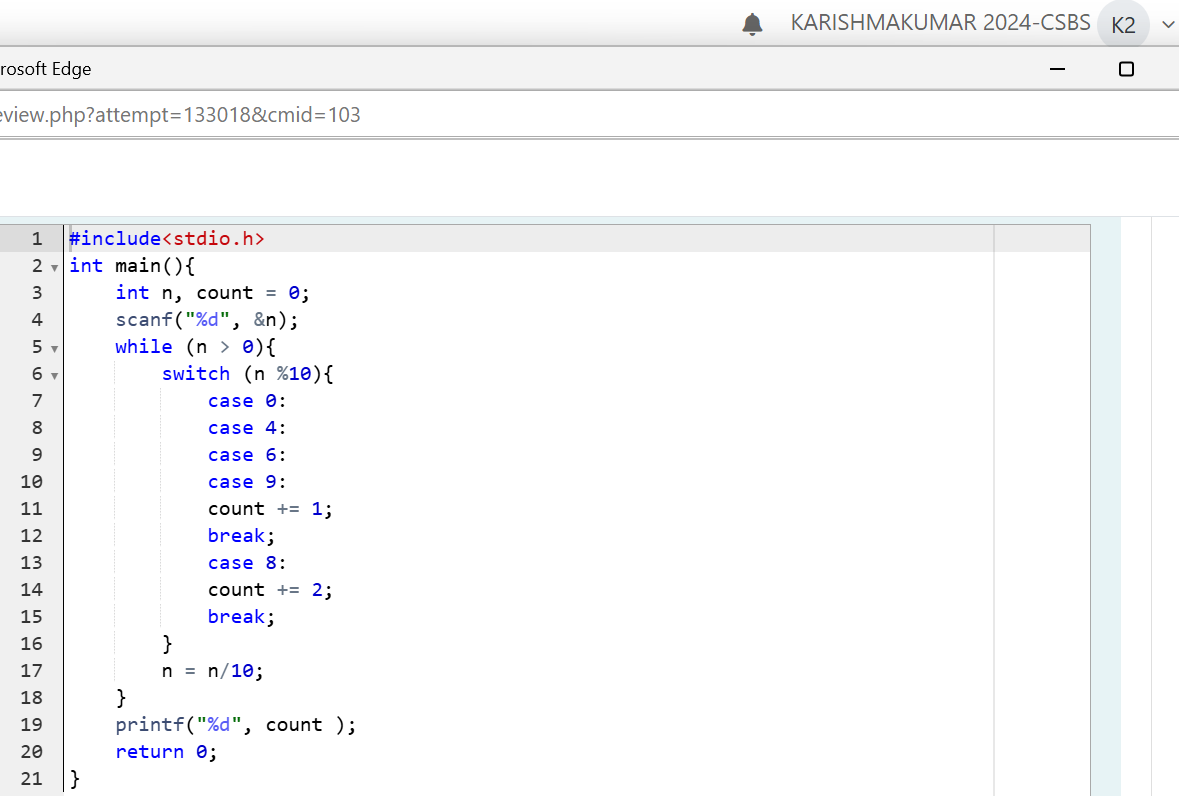 KARISHMAKUMAR 2024-CSBS K2
rosoft Edge
eview.php?attempt=133018&cmid=103
1 #include<stdio.h>
2 int main(){
3 int n, count = 0;
4 scanf("%d", &n);
5 while (n > 0){
6 switch (n %10){
7 case 0:
8 case 4:
9 case 6:
10 case 9:
11 count += 1;
12 break;
13 case 8:
14 count += 2;
15 break;
16 }
17 n = n/10;
18 }
19 printf("%d", count );
20 return 0;
21 }